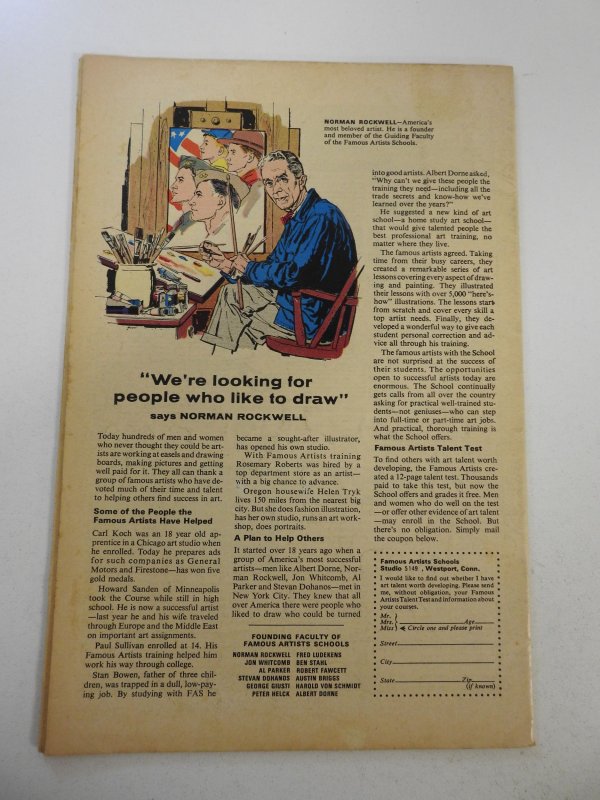 NORMAN ROCKWELL—America's
most beloved artist. He is a founder
and member of the Guiding Faculty
of the Famous Artists Schools.
"We're looking for
people who like to draw"
says NORMAN ROCKWELL
Today hundreds of men and women
who never thought they could be art-
ists are working at easels and drawing
boards, making pictures and getting
well paid for it. They all can thank a
group of famous artists who have de-
voted much of their time and talent
to helping others find success in art.
Some of the People the
Famous Artists Have Helped
Carl Koch was an 18 year old ap-
prentice in a Chicago art studio when
he enrolled. Today he prepares ads
for such companies as General
Motors and Firestone—has won five
gold medals.
Howard Sanden of Minneapolis
took the Course while still in high
school. He is now a successful artist
—last year he and his wife traveled
through Europe and the Middle East
on important art assignments.
Paul Sullivan enrolled at 14. His
Famous Artists training helped him
work his way through college.
Stan Bowen, father of three chil-
dren, was trapped in a dull, low-pay-
ing job. By studying with FAS he
became a sought-after illustrator,
has opened his own studio.
With Famous Artists training
Rosemary Roberts was hired by a
top department store as an artist—
with a big chance to advance.
Oregon housewife Helen Tryk
lives 150 miles from the nearest big
city. But she does fashion illustration,
has her own studio, runs an art work-
shop, does portraits.
A Plan to Help Others
It started over 18 years ago when a
group of America's most successful
artists—men like Albert Dorne, Nor-
man Rockwell, Jon Whitcomb, Al
Parker and Stevan Dohanos—met in
New York City. They knew that all
over America there were people who
liked to draw who could be turned
FOUNDING FACULTY OF
FAMOUS ARTISTS SCHOOLS
NORMAN ROCKWELL FRED LUDEKENS
JON WHITCOMB BEN STAHL
AL PARKER ROBERT FAWCETT
STEVAN DOHANOS AUSTIN BRIGGS
GEORGE GIUSTI HAROLD VON SCHMIDT
PETER HELCK ALBERT DORNE
into good artists. Albert Dorne asked,
"Why can't we give these people the
training they need—including all the
trade secrets and know-how we've
learned over the years?"
He suggested a new kind of art
school—a home study art school—
that would give talented people the
best professional art training, no
matter where they live.
The famous artists agreed. Taking
time from their busy careers, they
created a remarkable series of art
lessons covering every aspect of draw-
ing and painting. They illustrated
their lessons with over 5,000 "here's-
how" illustrations. The lessons start
from scratch and cover every skill a
top artist needs. Finally, they de-
veloped a wonderful way to give each
student personal correction and ad-
vice all through his training.
The famous artists with the School
are not surprised at the success of
their students. The opportunities
open to successful artists today are
enormous. The School continually
gets calls from all over the country
asking for practical well-trained stu-
dents—not geniuses—who can step
into full-time or part-time art jobs.
And practical, thorough training is
what the School offers.
Famous Artists Talent Test
To find others with art talent worth
developing, the Famous Artists cre-
ated a 12-page talent test. Thousands
paid to take this test, but now the
School offers and grades it free. Men
and women who do well on the test
—or offer other evidence of art talent
—may enroll in the School. But
there's no obligation. Simply mail
the coupon below.
Famous Artists Schools
Studio 5149 , Westport, Conn.
I would like to find out whether I have
art talent worth developing. Please send
me, without obligation, your Famous
Artists Talent Test and information about
your courses.
Mr.
Mrs. Age
Miss Circle one and please print
Street
City
State Zip
(if known)